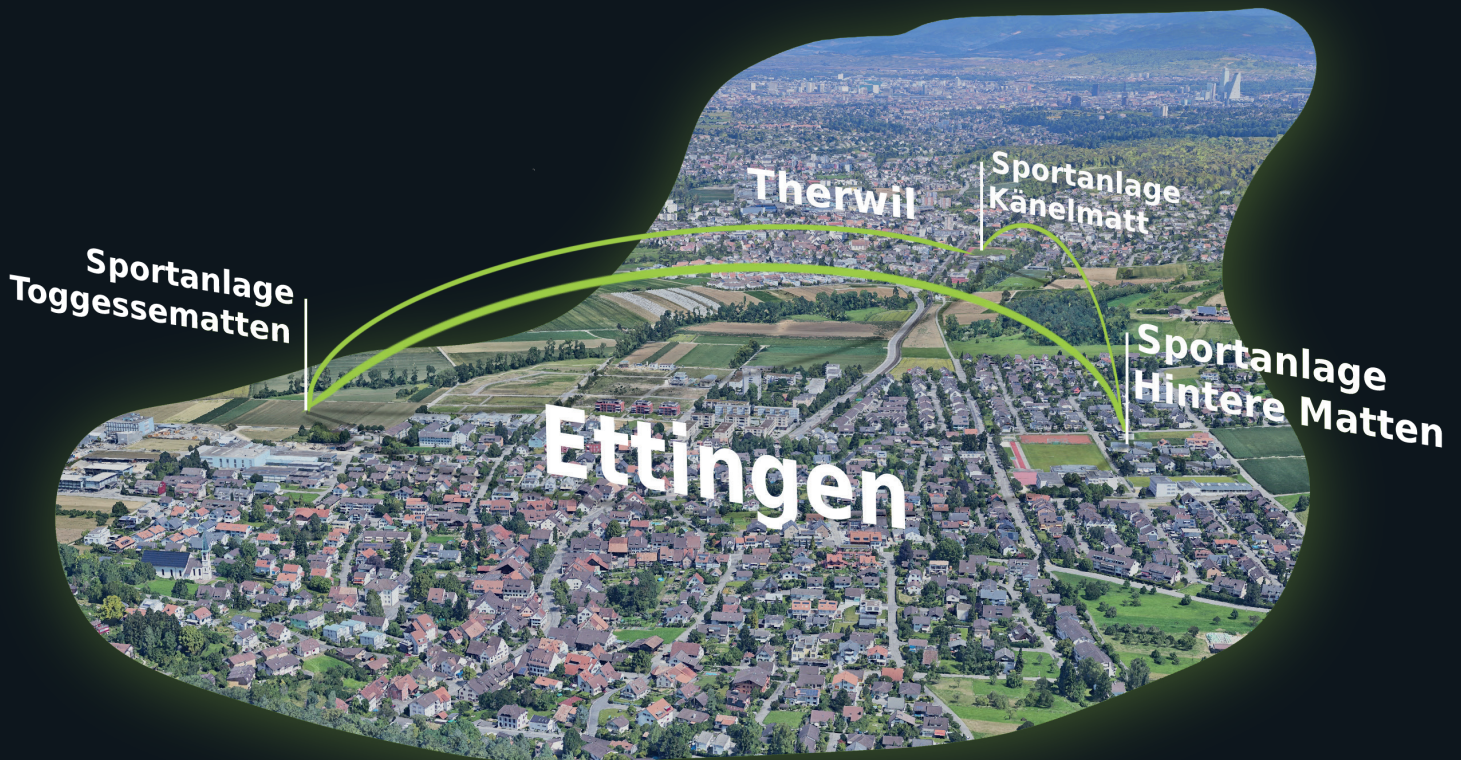 Therwil
Sportanlage
Känelmatt
Sportanlage
Toggessematten
Sportanlage
Hintere Matten
Ettingen